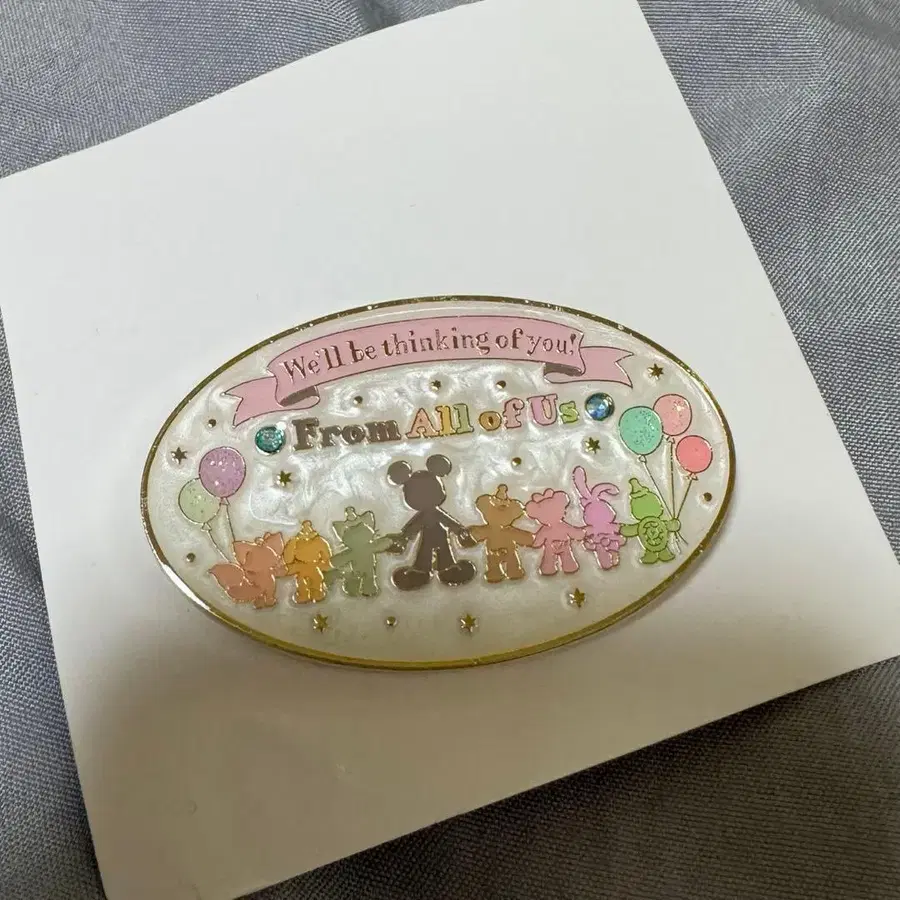 We'll be thinking of you!
From All of Us